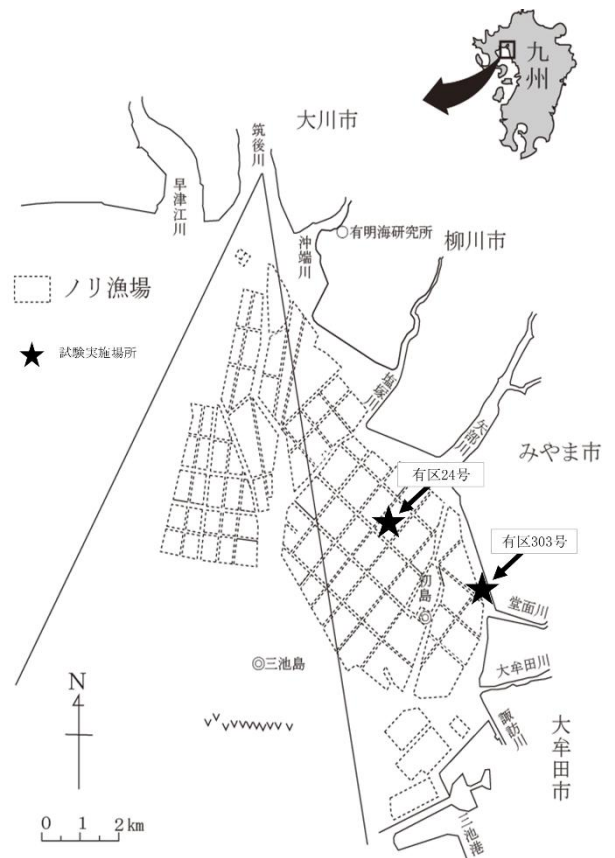 九州
大川市
筑後川
早津江川
沖端川
有明海研究所
柳川市
ノリ漁場
試験実施場所
塩塚川
矢部川
みやま市
有区24号
有区303号
初島
堂面川
三池島
大牟田川
N
諏訪川
大牟田市
0 1 2km
三池港